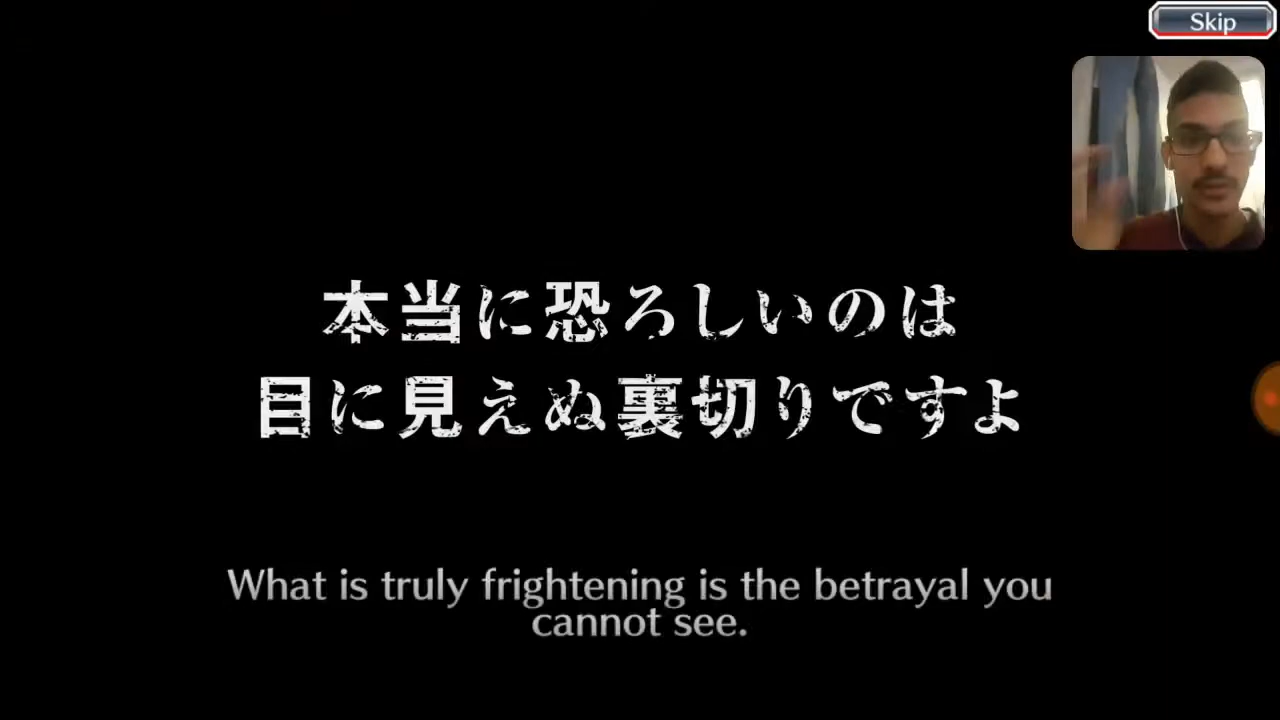 Skip
本当に恐ろしいのは
目に見えぬ裏切りですよ
What is truly frightening is the betrayal you
cannot see.